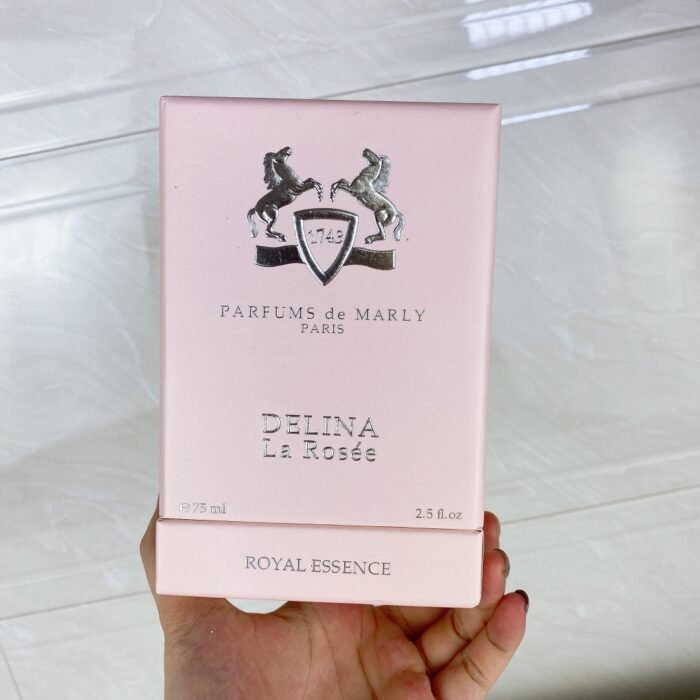 1743
PARFUMS de MARLY
PARIS
DELINA
La Rosée
℮75 ml
2.5 fl.oz
ROYAL ESSENCE